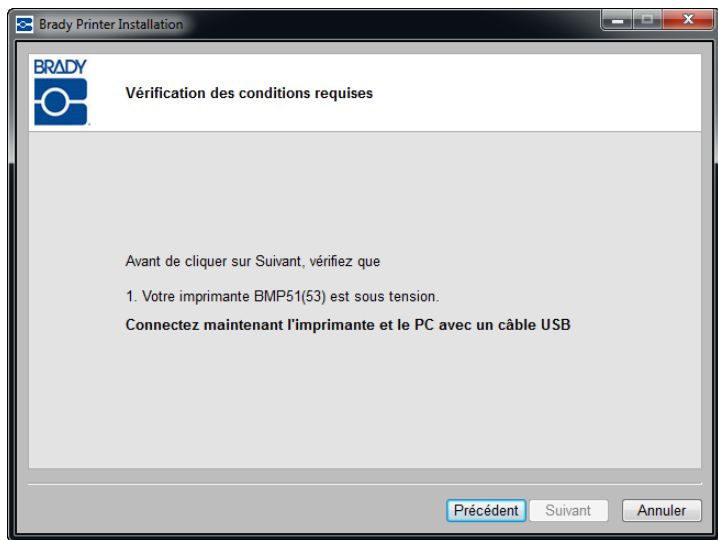 Brady Printer Installation
BRADY
Vérification des conditions requises
Avant de cliquer sur Suivant, vérifiez que
1. Votre imprimante BMP51(53) est sous tension.
Connectez maintenant l'imprimante et le PC avec un câble USB
Précédent Suivant Annuler